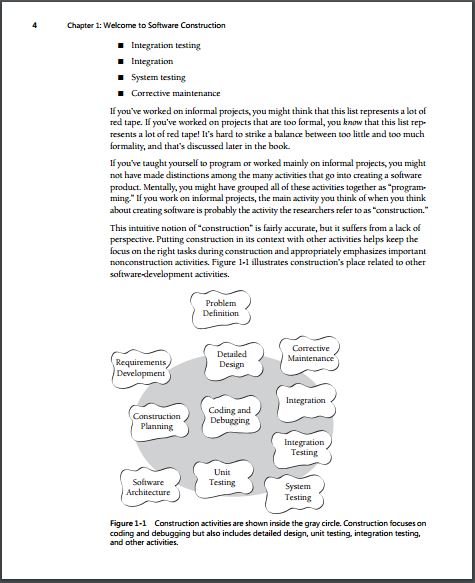 4 Chapter 1: Welcome to Software Construction
■ Integration testing
■ Integration
■ System testing
■ Corrective maintenance
If you've worked on informal projects, you might think that this list represents a lot of
red tape. If you've worked on projects that are too formal, you know that this list rep-
resents a lot of red tape! It's hard to strike a balance between too little and too much
formality, and that's discussed later in the book.
If you've taught yourself to program or worked mainly on informal projects, you might
not have made distinctions among the many activities that go into creating a software
product. Mentally, you might have grouped all of these activities together as "program-
ming." If you work on informal projects, the main activity you think of when you think
about creating software is probably the activity the researchers refer to as "construction."
This intuitive notion of "construction" is fairly accurate, but it suffers from a lack of
perspective. Putting construction in its context with other activities helps keep the
focus on the right tasks during construction and appropriately emphasizes important
nonconstruction activities. Figure 1-1 illustrates construction's place related to other
software-development activities.
Problem
Definition
Requirements
Development
Detailed
Design
Corrective
Maintenance
Construction
Planning
Coding and
Debugging
Integration
Integration
Testing
Software
Architecture
Unit
Testing
System
Testing
Figure 1-1 Construction activities are shown inside the gray circle. Construction focuses on
coding and debugging but also includes detailed design, unit testing, integration testing,
and other activities.